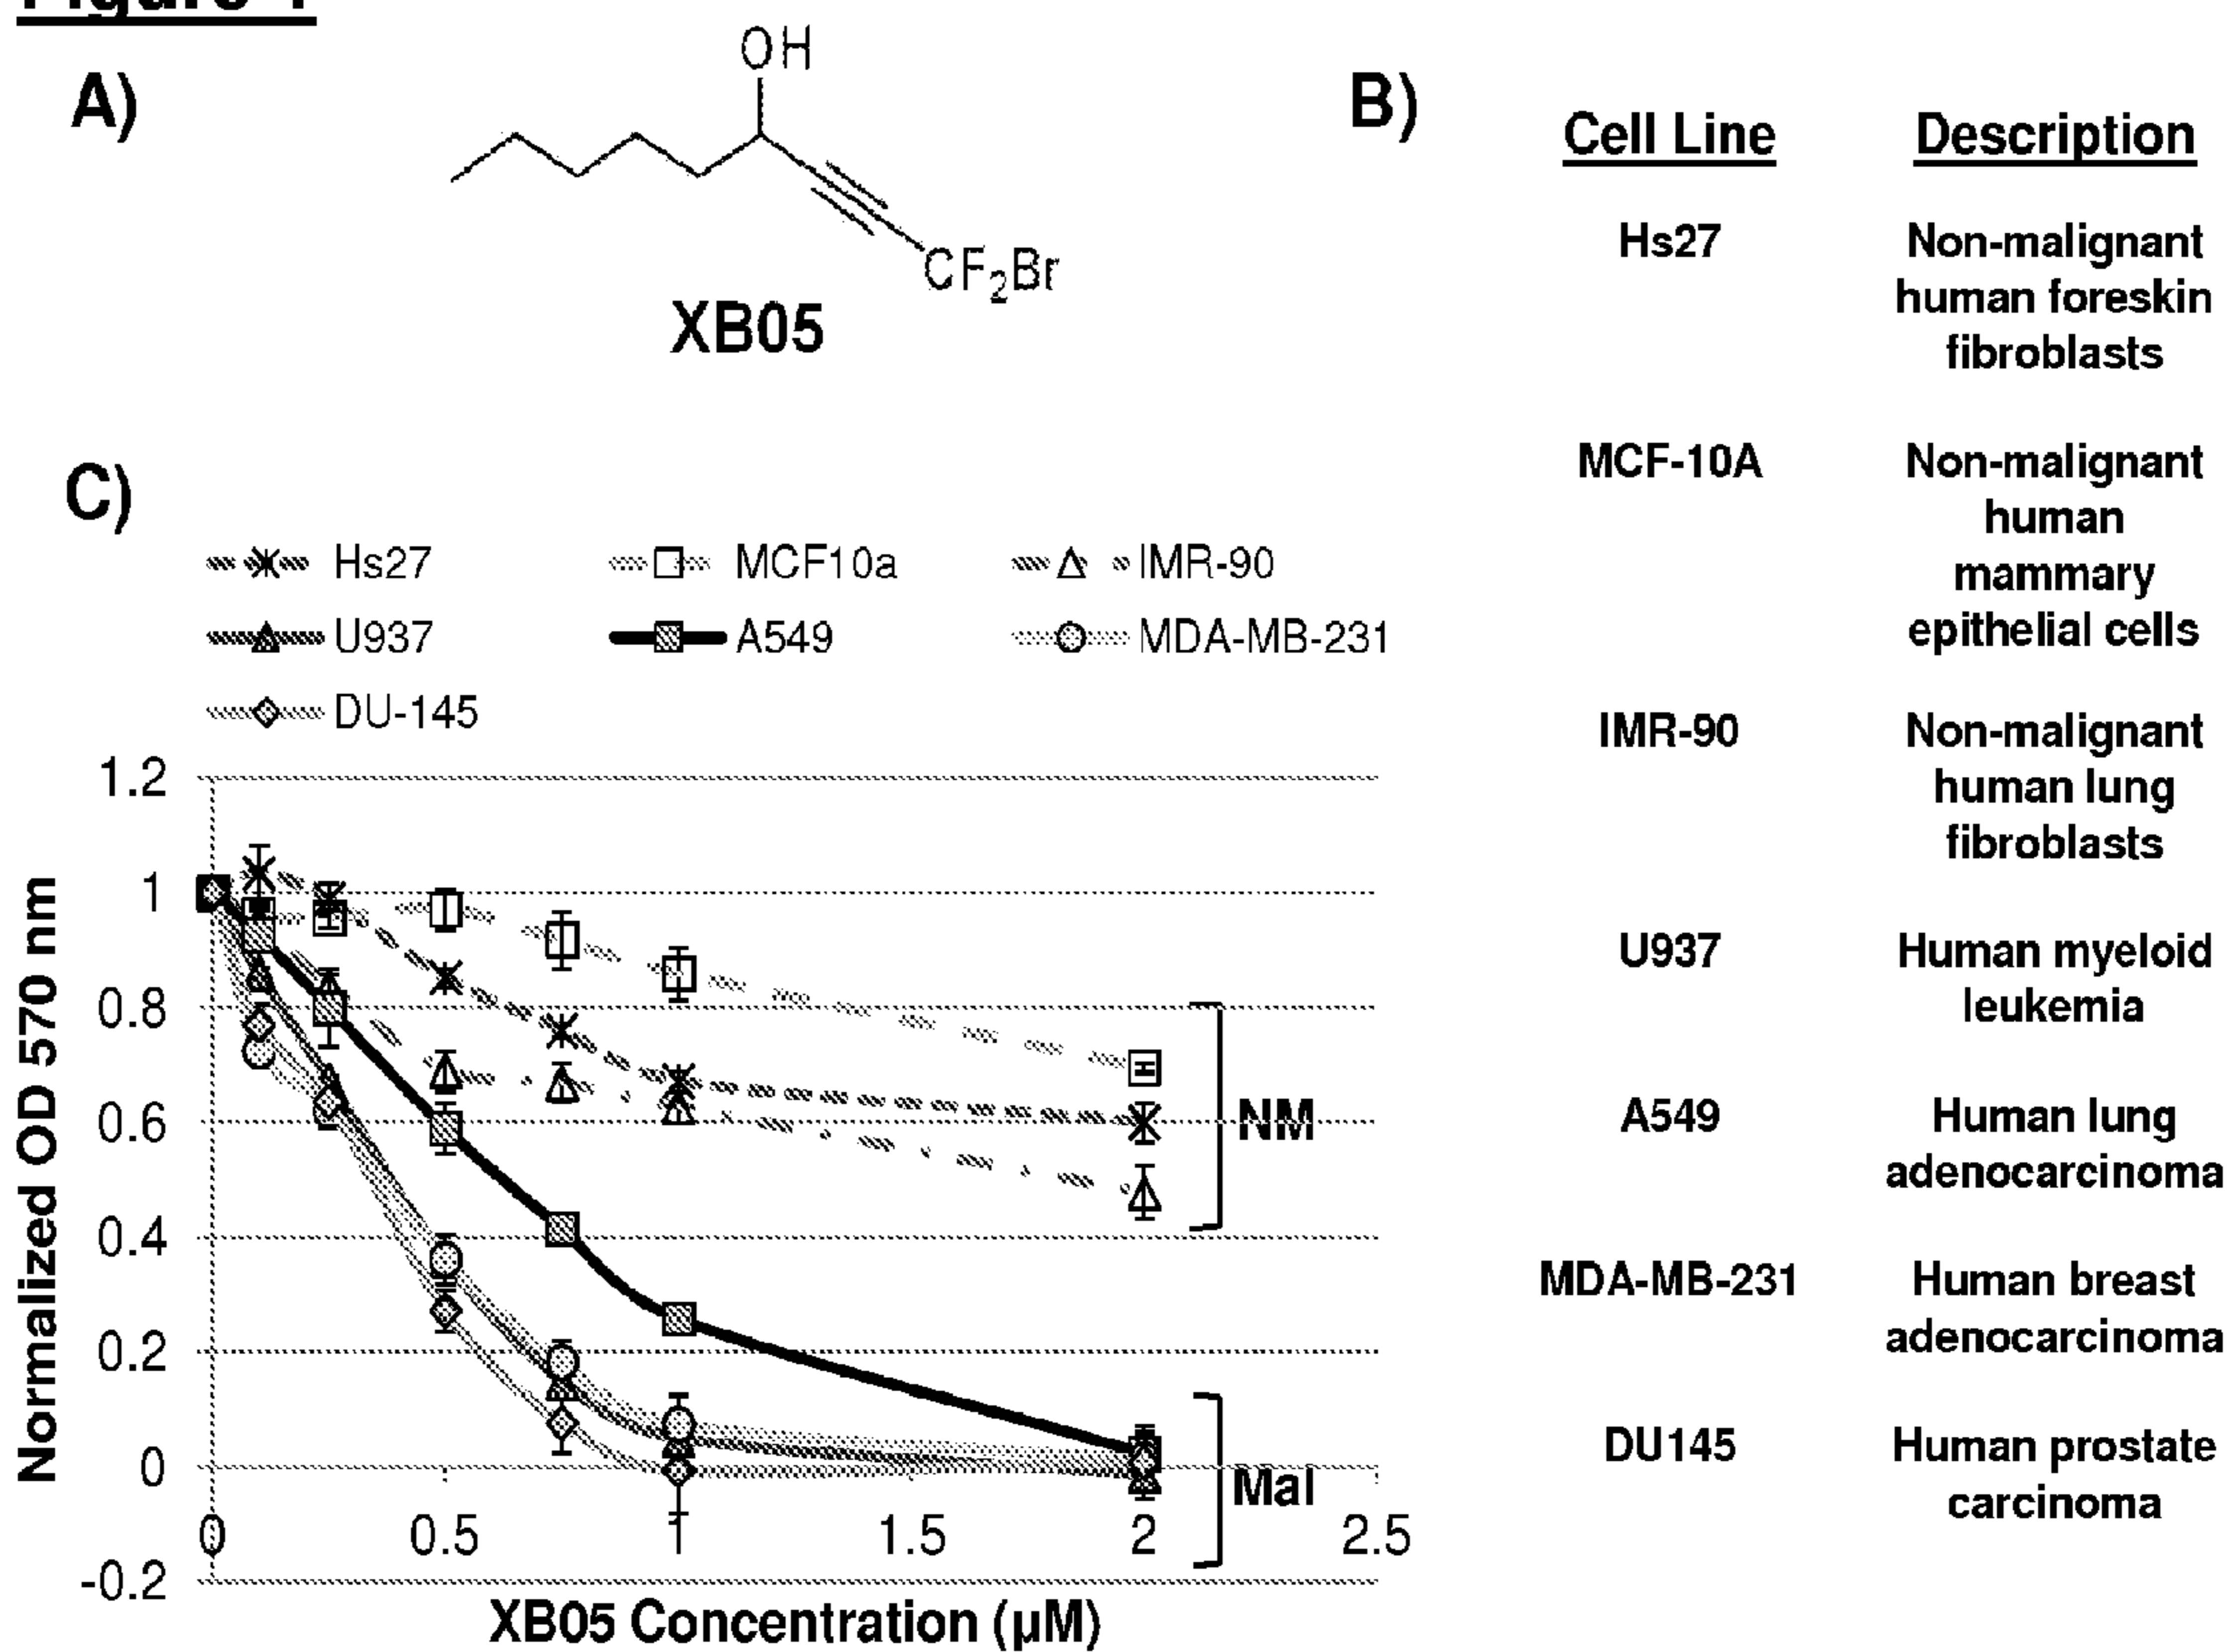 A)
OH
CF2Br
XB05
B)
Cell Line Description
Hs27 Non-malignant
human foreskin
fibroblasts
MCF-10A Non-malignant
human
mammary
epithelial cells
IMR-90 Non-malignant
human lung
fibroblasts
U937 Human myeloid
leukemia
A549 Human lung
adenocarcinoma
MDA-MB-231 Human breast
adenocarcinoma
DU145 Human prostate
carcinoma
C)
Hs27 MCF10a IMR-90
U937 A549 MDA-MB-231
DU-145
Normalized OD 570 nm
1.2
1
0.8
0.6
0.4
0.2
0
-0.2
NM
Mal
0 0.5 1 1.5 2 2.5
XB05 Concentration (µM)